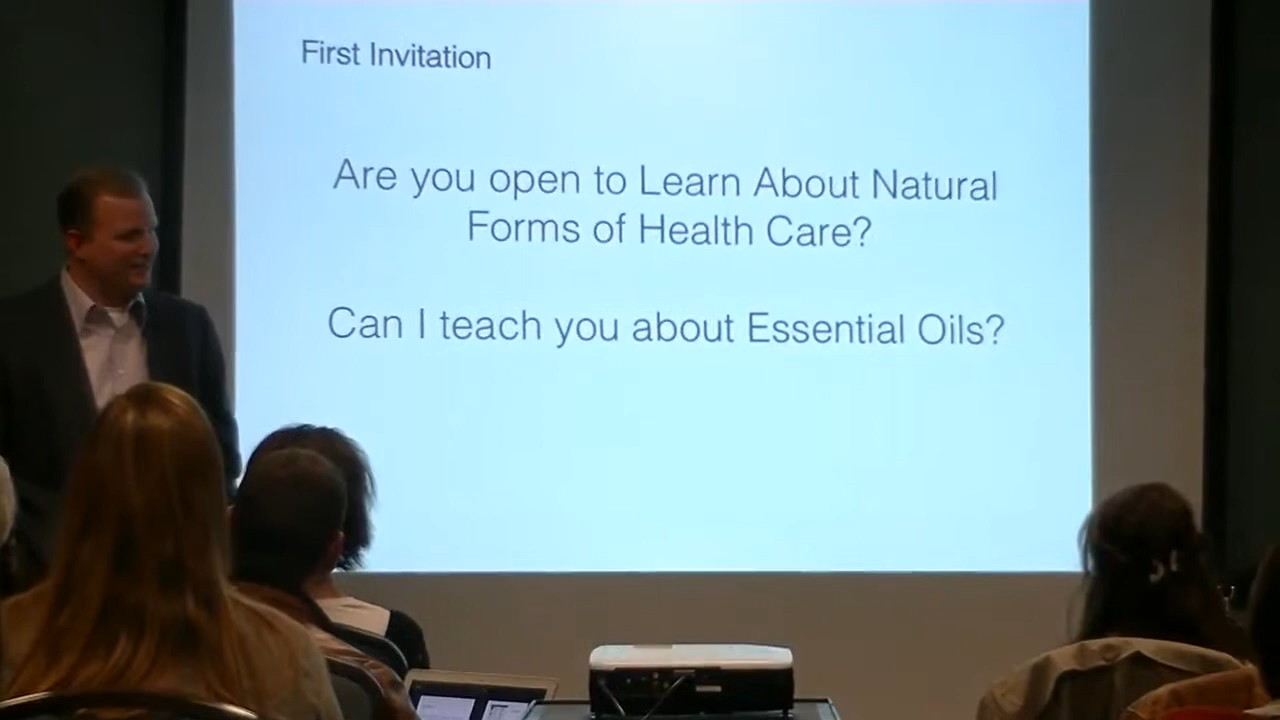 First Invitation
Are you open to Learn About Natural
Forms of Health Care?
Can I teach you about Essential Oils?